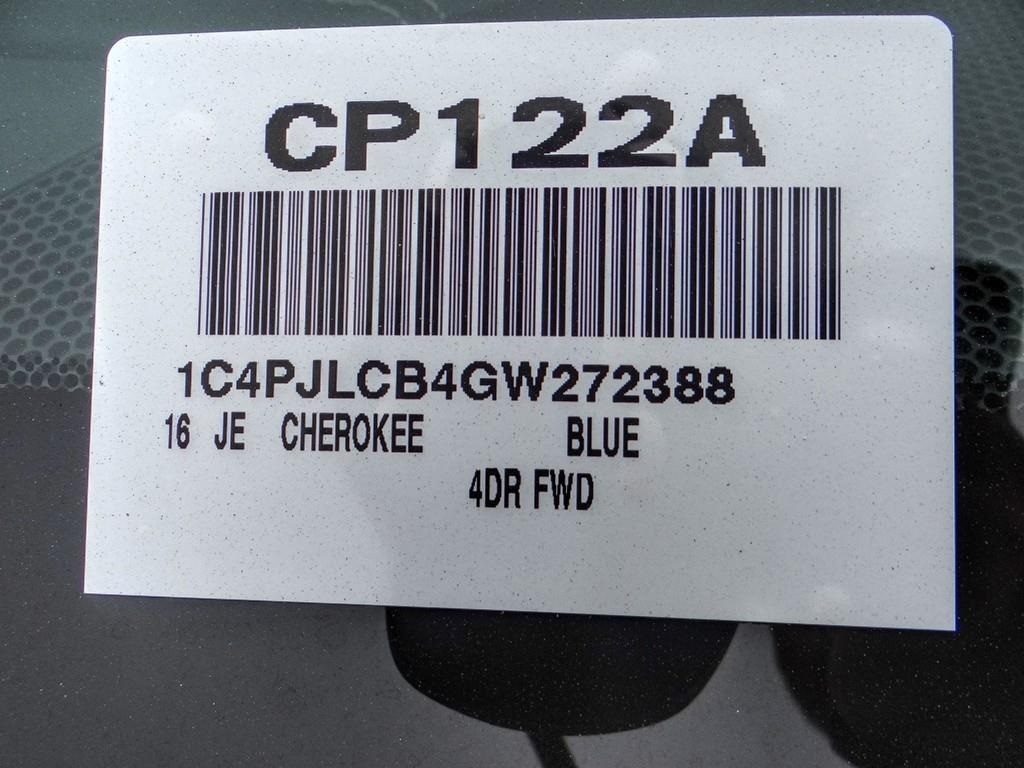 CP122A
1C4PJLCB4GW272388
16 JE CHEROKEE BLUE
4DR FWD